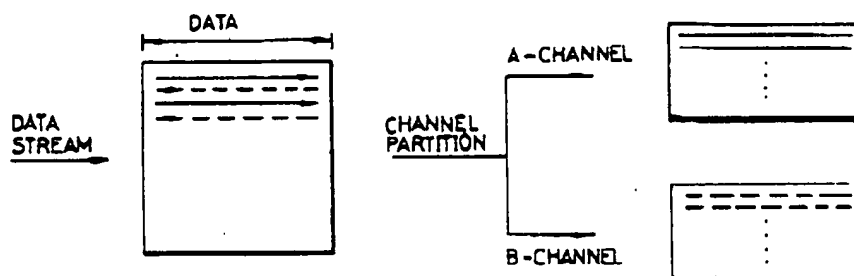 DATA
DATA
STREAM
CHANNEL
PARTITION
A-CHANNEL
B-CHANNEL